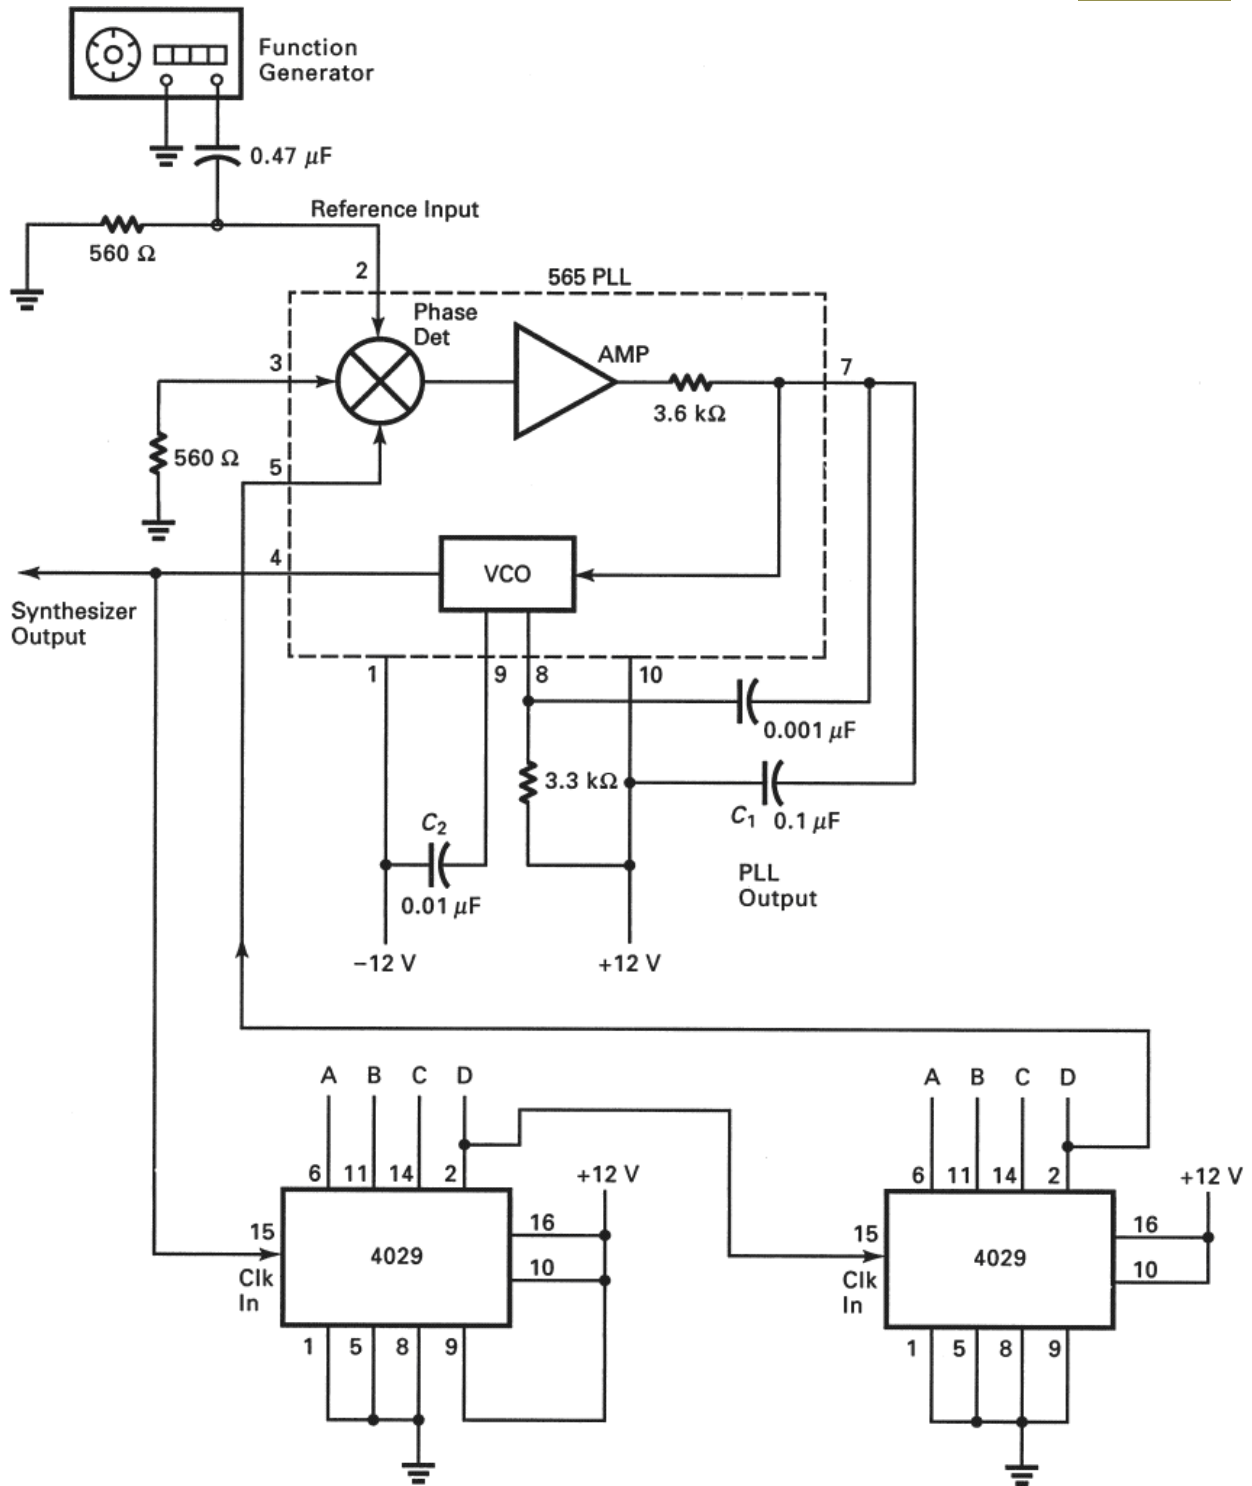 Function
Generator
0.47 μF
Reference Input
560 Ω
2
565 PLL
Phase
Det
AMP
7
3
3.6 kΩ
560 Ω
5
4
VCO
Synthesizer
Output
1
9
8
10
0.001 μF
3.3 kΩ
C₂
C₁ 0.1 μF
PLL
Output
0.01 μF
−12 V
+12 V
A B C D
A B C D
6 11 14 2
+12 V
6 11 14 2
+12 V
15
16
15
16
4029
4029
Clk
In
10
Clk
In
10
1 5 8 9
1 5 8 9